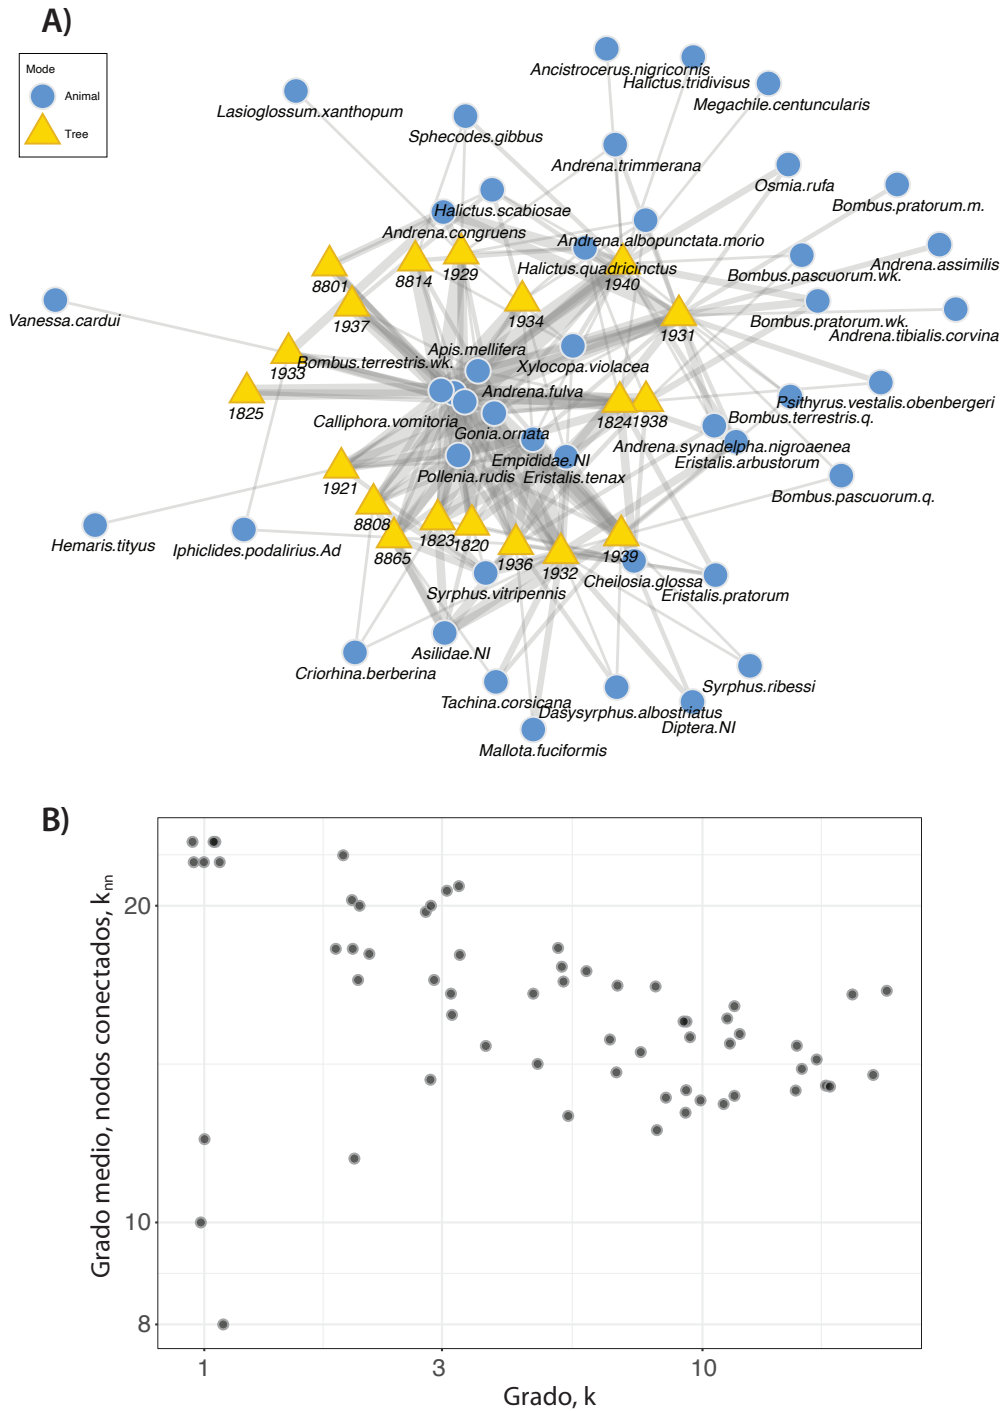 A)
Mode
Animal
Tree
Ancistrocerus.nigricornis
Halictus.tridivisus
Megachile.centuncularis
Lasioglossum.xanthopum
Sphecodes.gibbus
Andrena.trimmerana
Osmia.rufa
Bombus.pratorum.m.
Halictus.scabiosae
Andrena.congruens
Andrena.albopunctata.morio
Halictus.quadricinctus
Bombus.pascuorum.wk.
Andrena.assimilis
8801
8814
1929
1940
1937
1934
1931
Bombus.pratorum.wk.
Andrena.tibialis.corvina
Vanessa.cardui
Apis.mellifera
Bombus.terrestris.wk.
Xylocopa.violacea
1933
1825
Andrena.fulva
Psithyrus.vestalis.obenbergeri
Calliphora.vomitoria
1824
1938
Bombus.terrestris.q.
Gonia.ornata
Andrena.synadelpha.nigroaenea
Empididae.NI
Eristalis.arbustorum
Pollenia.rudis
Eristalis.tenax
1921
Bombus.pascuorum.q.
8808
Hemaris.tityus
Iphiclides.podalirius.Ad
8865
1823
1820
1936
1932
1939
Cheilosia.glossa
Syrphus.vitripennis
Eristalis.pratorum
Asilidae.NI
Criorhina.berberina
Syrphus.ribessi
Tachina.corsicana
Dasysyrphus.albostriatus
Diptera.NI
Mallota.fuciformis
B)
Grado medio, nodos conectados, knn
20
10
8
1
3
10
Grado, k